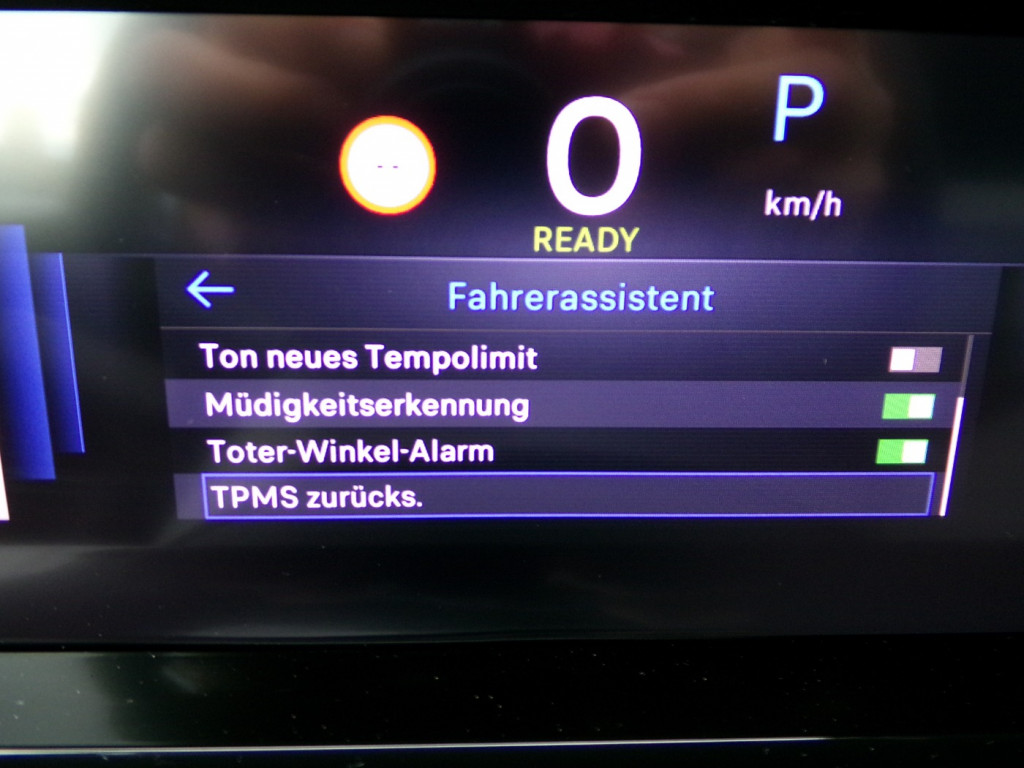 - -
0
P
km/h
READY
Fahrerassistent
Ton neues Tempolimit
Müdigkeitserkennung
Toter-Winkel-Alarm
TPMS zurücks.